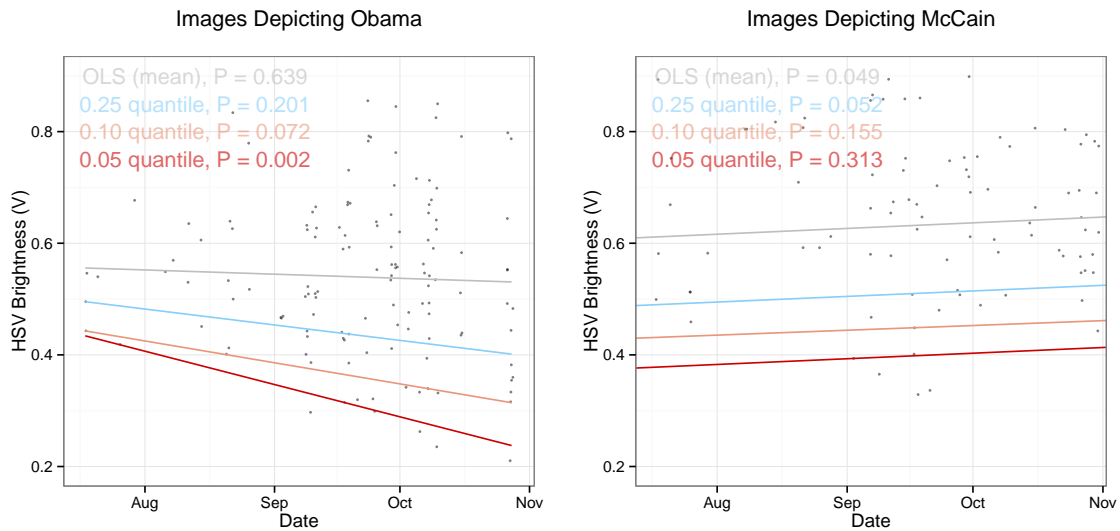 Images Depicting Obama
OLS (mean), P = 0.639
0.25 quantile, P = 0.201
0.10 quantile, P = 0.072
0.05 quantile, P = 0.002
HSV Brightness (V)
0.8
0.6
0.4
0.2
Aug
Sep
Oct
Nov
Date
Images Depicting McCain
OLS (mean), P = 0.049
0.25 quantile, P = 0.052
0.10 quantile, P = 0.155
0.05 quantile, P = 0.313
HSV Brightness (V)
0.8
0.6
0.4
0.2
Aug
Sep
Oct
Nov
Date